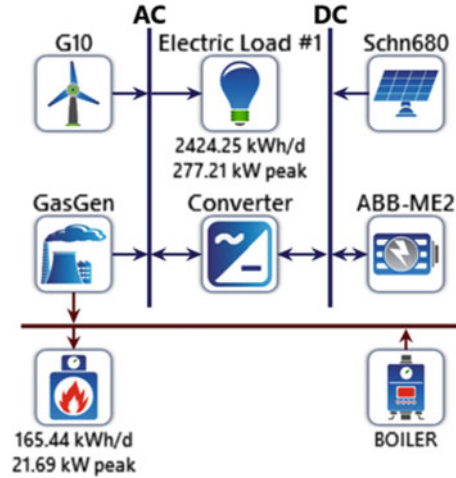 AC DC
G10 Electric Load #1 Schn680
2424.25 kWh/d
277.21 kW peak
GasGen Converter ABB-ME2
165.44 kWh/d
21.69 kW peak
BOILER